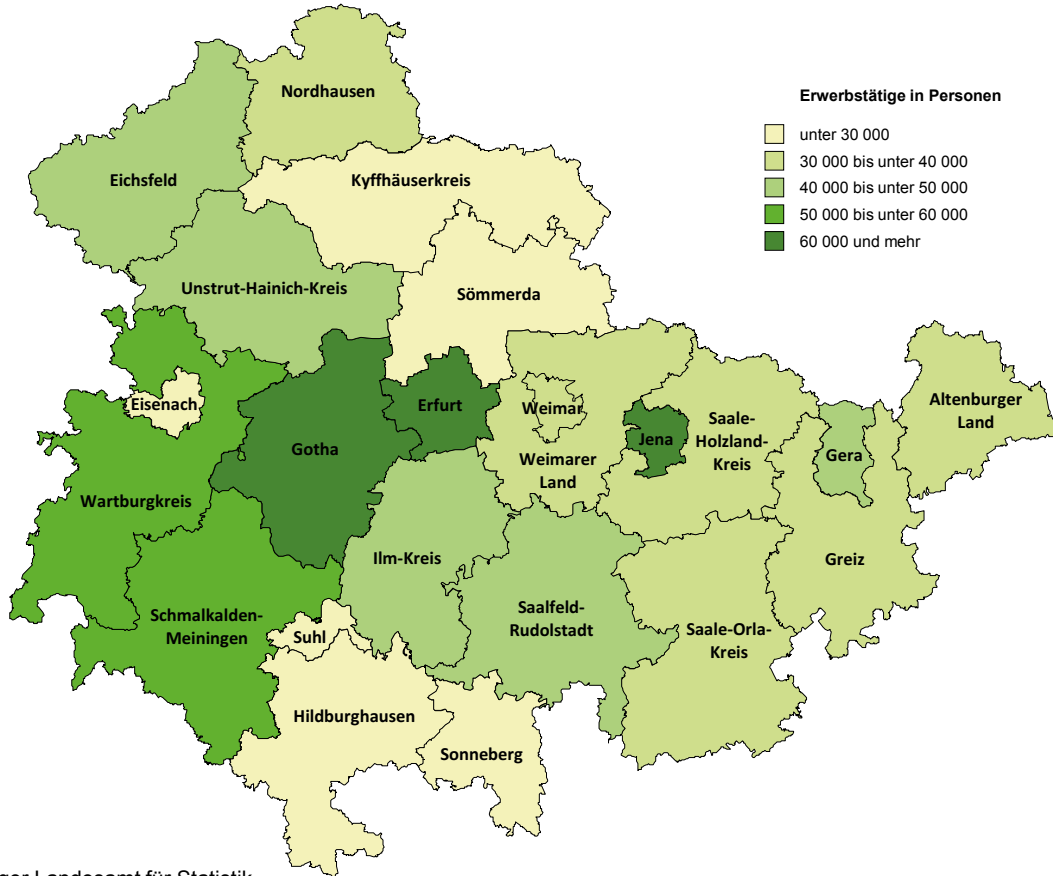 Erwerbstätige in Personen
unter 30 000
30 000 bis unter 40 000
40 000 bis unter 50 000
50 000 bis unter 60 000
60 000 und mehr
Nordhausen
Eichsfeld
Kyffhäuserkreis
Unstrut-Hainich-Kreis
Sömmerda
Eisenach
Erfurt
Weimar
Altenburger
Land
Gotha
Jena
Saale-
Holzland-
Kreis
Gera
Weimarer
Land
Wartburgkreis
Ilm-Kreis
Greiz
Schmalkalden-
Meiningen
Suhl
Saalfeld-
Rudolstadt
Saale-Orla-
Kreis
Hildburghausen
Sonneberg
Landesamt für Statistik